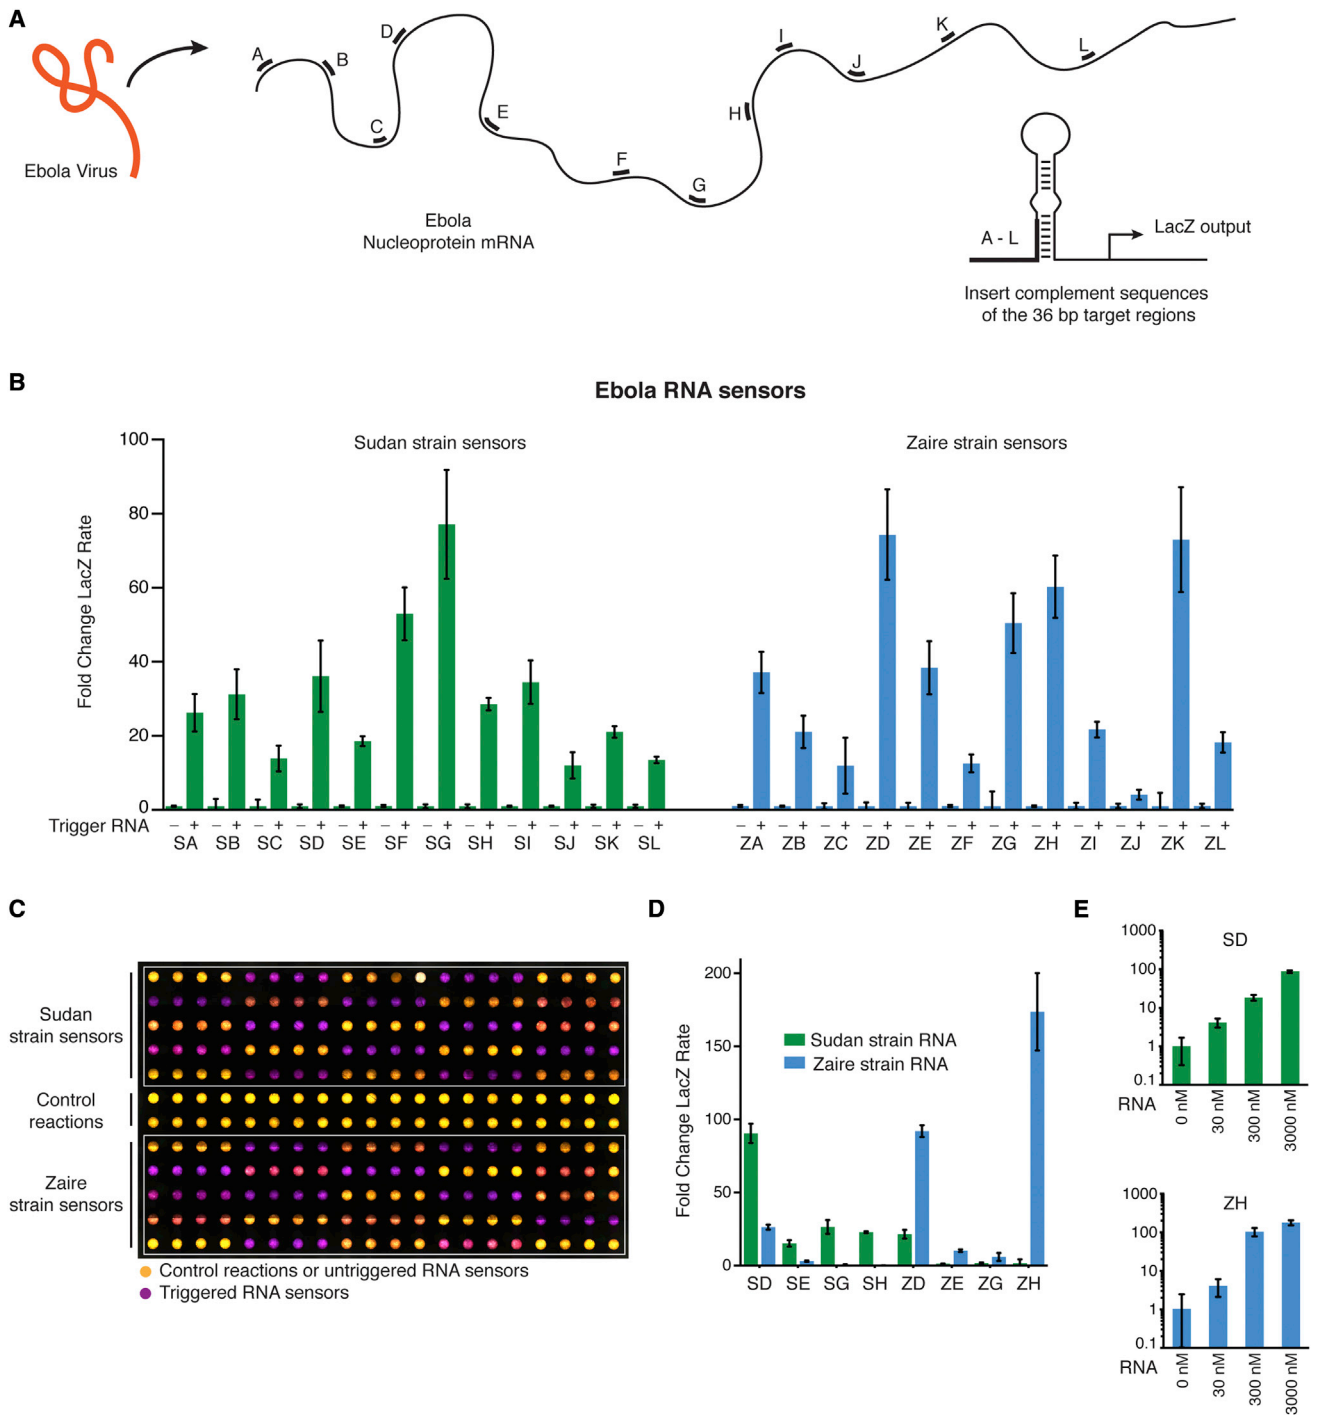 A
Ebola Virus
A
B
C
D
E
F
G
H
I
J
K
L
Ebola
Nucleoprotein mRNA
A - L
LacZ output
Insert complement sequences
of the 36 bp target regions
B
Ebola RNA sensors
Sudan strain sensors
Zaire strain sensors
Fold Change LacZ Rate
100
80
60
40
20
0
Trigger RNA
– + – + – + – + – + – + – + – + – + – + – + – +
– + – + – + – + – + – + – + – + – + – + – + – +
SA SB SC SD SE SF SG SH SI SJ SK SL
ZA ZB ZC ZD ZE ZF ZG ZH ZI ZJ ZK ZL
C
Sudan
strain sensors
Control
reactions
Zaire
strain sensors
Control reactions or untriggered RNA sensors
Triggered RNA sensors
D
Fold Change LacZ Rate
200
150
100
50
0
Sudan strain RNA
Zaire strain RNA
SD SE SG SH ZD ZE ZG ZH
E
SD
1000
100
10
1
0.1
RNA
0 nM
30 nM
300 nM
3000 nM
ZH
1000
100
10
1
0.1
RNA
0 nM
30 nM
300 nM
3000 nM